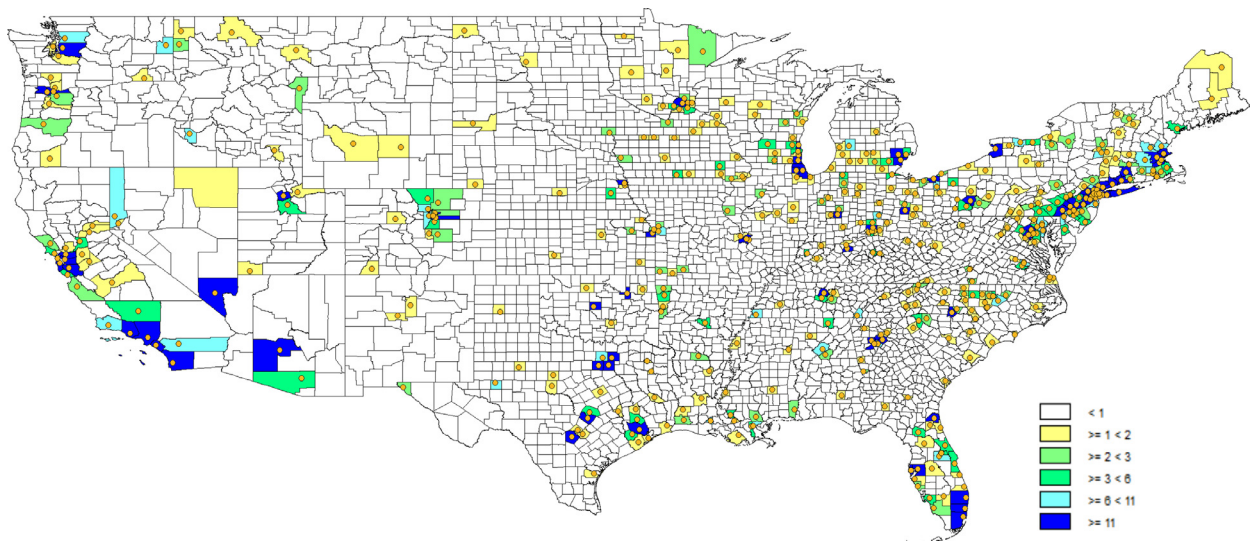 < 1
>= 1 < 2
>= 2 < 3
>= 3 < 6
>= 6 < 11
>= 11